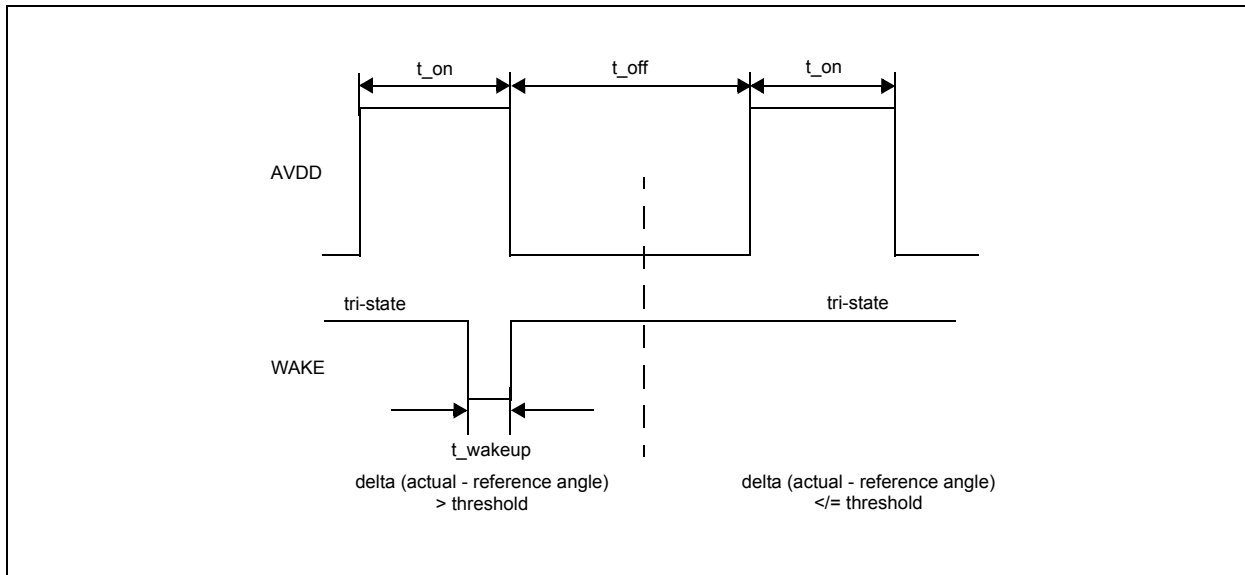 t_on
t_off
t_on
AVDD
tri-state
tri-state
WAKE
t_wakeup
delta (actual - reference angle)
> threshold
delta (actual - reference angle)
</= threshold